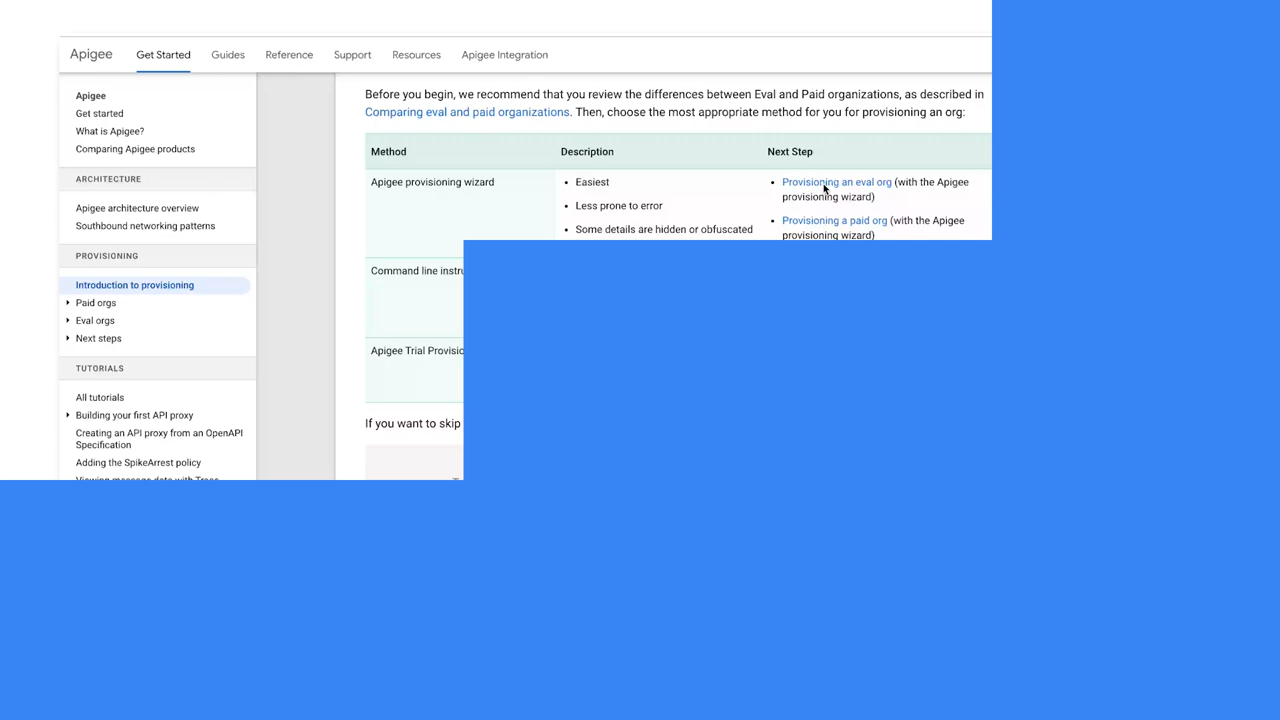 Apigee
Get Started
Guides
Reference
Support
Resources
Apigee Integration
Apigee
Get started
What is Apigee?
Comparing Apigee products
ARCHITECTURE
Apigee architecture overview
Southbound networking patterns
PROVISIONING
Introduction to provisioning
Paid orgs
Eval orgs
Next steps
TUTORIALS
All tutorials
Building your first API proxy
Creating an API proxy from an OpenAPI
Specification
Adding the SpikeArrest policy
Viewing message data with Trace
Before you begin, we recommend that you review the differences between Eval and Paid organizations, as described in
Comparing eval and paid organizations. Then, choose the most appropriate method for you for provisioning an org:
Method
Description
Next Step
Apigee provisioning wizard
• Easiest
• Less prone to error
• Some details are hidden or obfuscated
• Provisioning an eval org (with the Apigee
provisioning wizard)
• Provisioning a paid org (with the Apigee
provisioning wizard)
Command line instru
Apigee Trial Provisio
If you want to skip